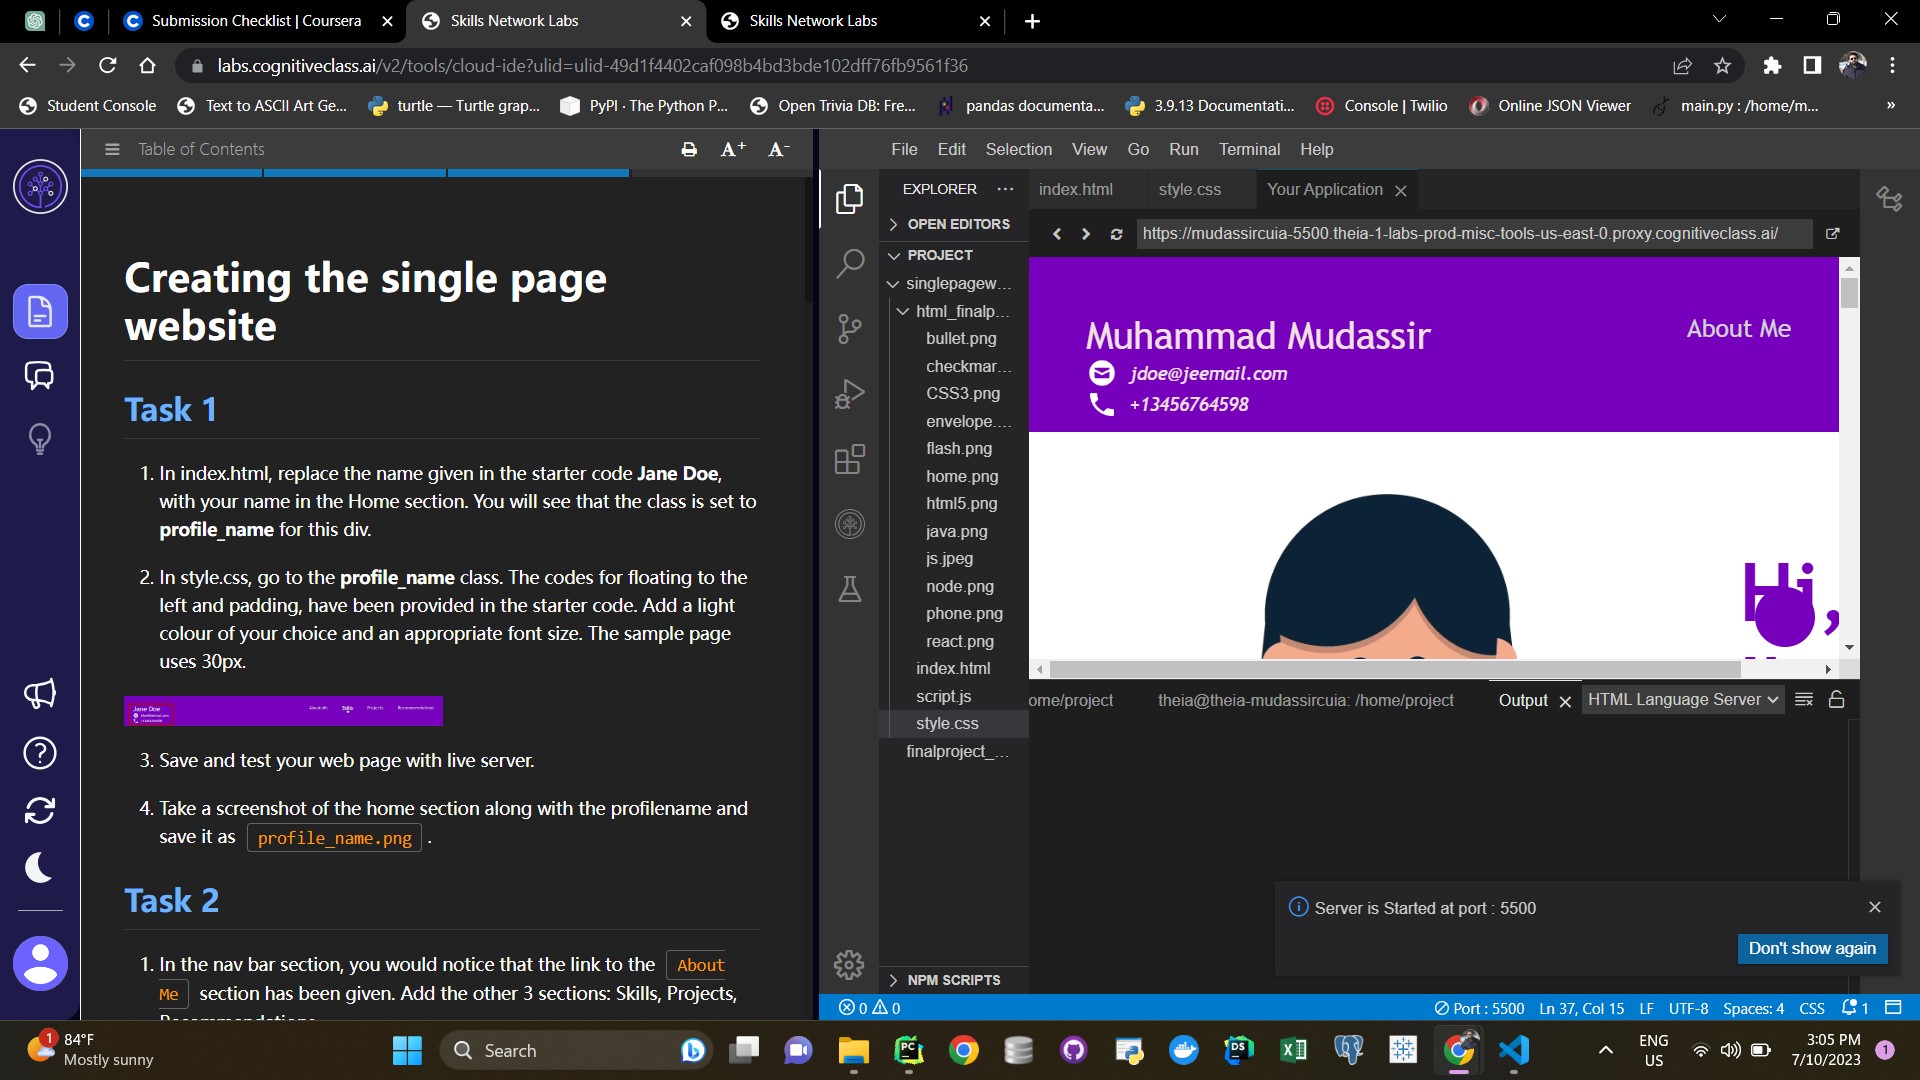 Submission Checklist | Coursera
Skills Network Labs
Skills Network Labs
labs.cognitiveclass.ai/v2/tools/cloud-ide?ulid=ulid-49d1f4402caf098b4bd3bde102dff76fb9561f36
Student Console
Text to ASCII Art Ge...
turtle — Turtle grap...
PyPI · The Python P...
Open Trivia DB: Fre...
pandas documenta...
3.9.13 Documentati...
Console | Twilio
Online JSON Viewer
main.py : /home/m...
»
Table of Contents
A+ A-
Creating the single page
website
Task 1
1. In index.html, replace the name given in the starter code Jane Doe,
with your name in the Home section. You will see that the class is set to
profile_name for this div.
2. In style.css, go to the profile_name class. The codes for floating to the
left and padding, have been provided in the starter code. Add a light
colour of your choice and an appropriate font size. The sample page
uses 30px.
Jane Doe
About Me Skills Projects Recommendations
3. Save and test your web page with live server.
4. Take a screenshot of the home section along with the profilename and
save it as profile_name.png .
Task 2
1. In the nav bar section, you would notice that the link to the About
Me section has been given. Add the other 3 sections: Skills, Projects,
Recommendations
File Edit Selection View Go Run Terminal Help
EXPLORER
OPEN EDITORS
PROJECT
singlepagew...
html_finalp...
bullet.png
checkmar...
CSS3.png
envelope....
flash.png
home.png
html5.png
java.png
js.jpeg
node.png
phone.png
react.png
index.html
script.js
style.css
finalproject_...
NPM SCRIPTS
index.html
style.css
Your Application
https://mudassircuia-5500.theia-1-labs-prod-misc-tools-us-east-0.proxy.cognitiveclass.ai/
Muhammad Mudassir
About Me
jdoe@jeemail.com
+13456764598
Hi,
ome/project
theia@theia-mudassircuia: /home/project
Output
HTML Language Server
Server is Started at port : 5500
Don't show again
0 0
Port : 5500 Ln 37, Col 15 LF UTF-8 Spaces: 4 CSS 1
1
84°F
Mostly sunny
Search
PC
DS
ENG
US
3:05 PM
7/10/2023
1